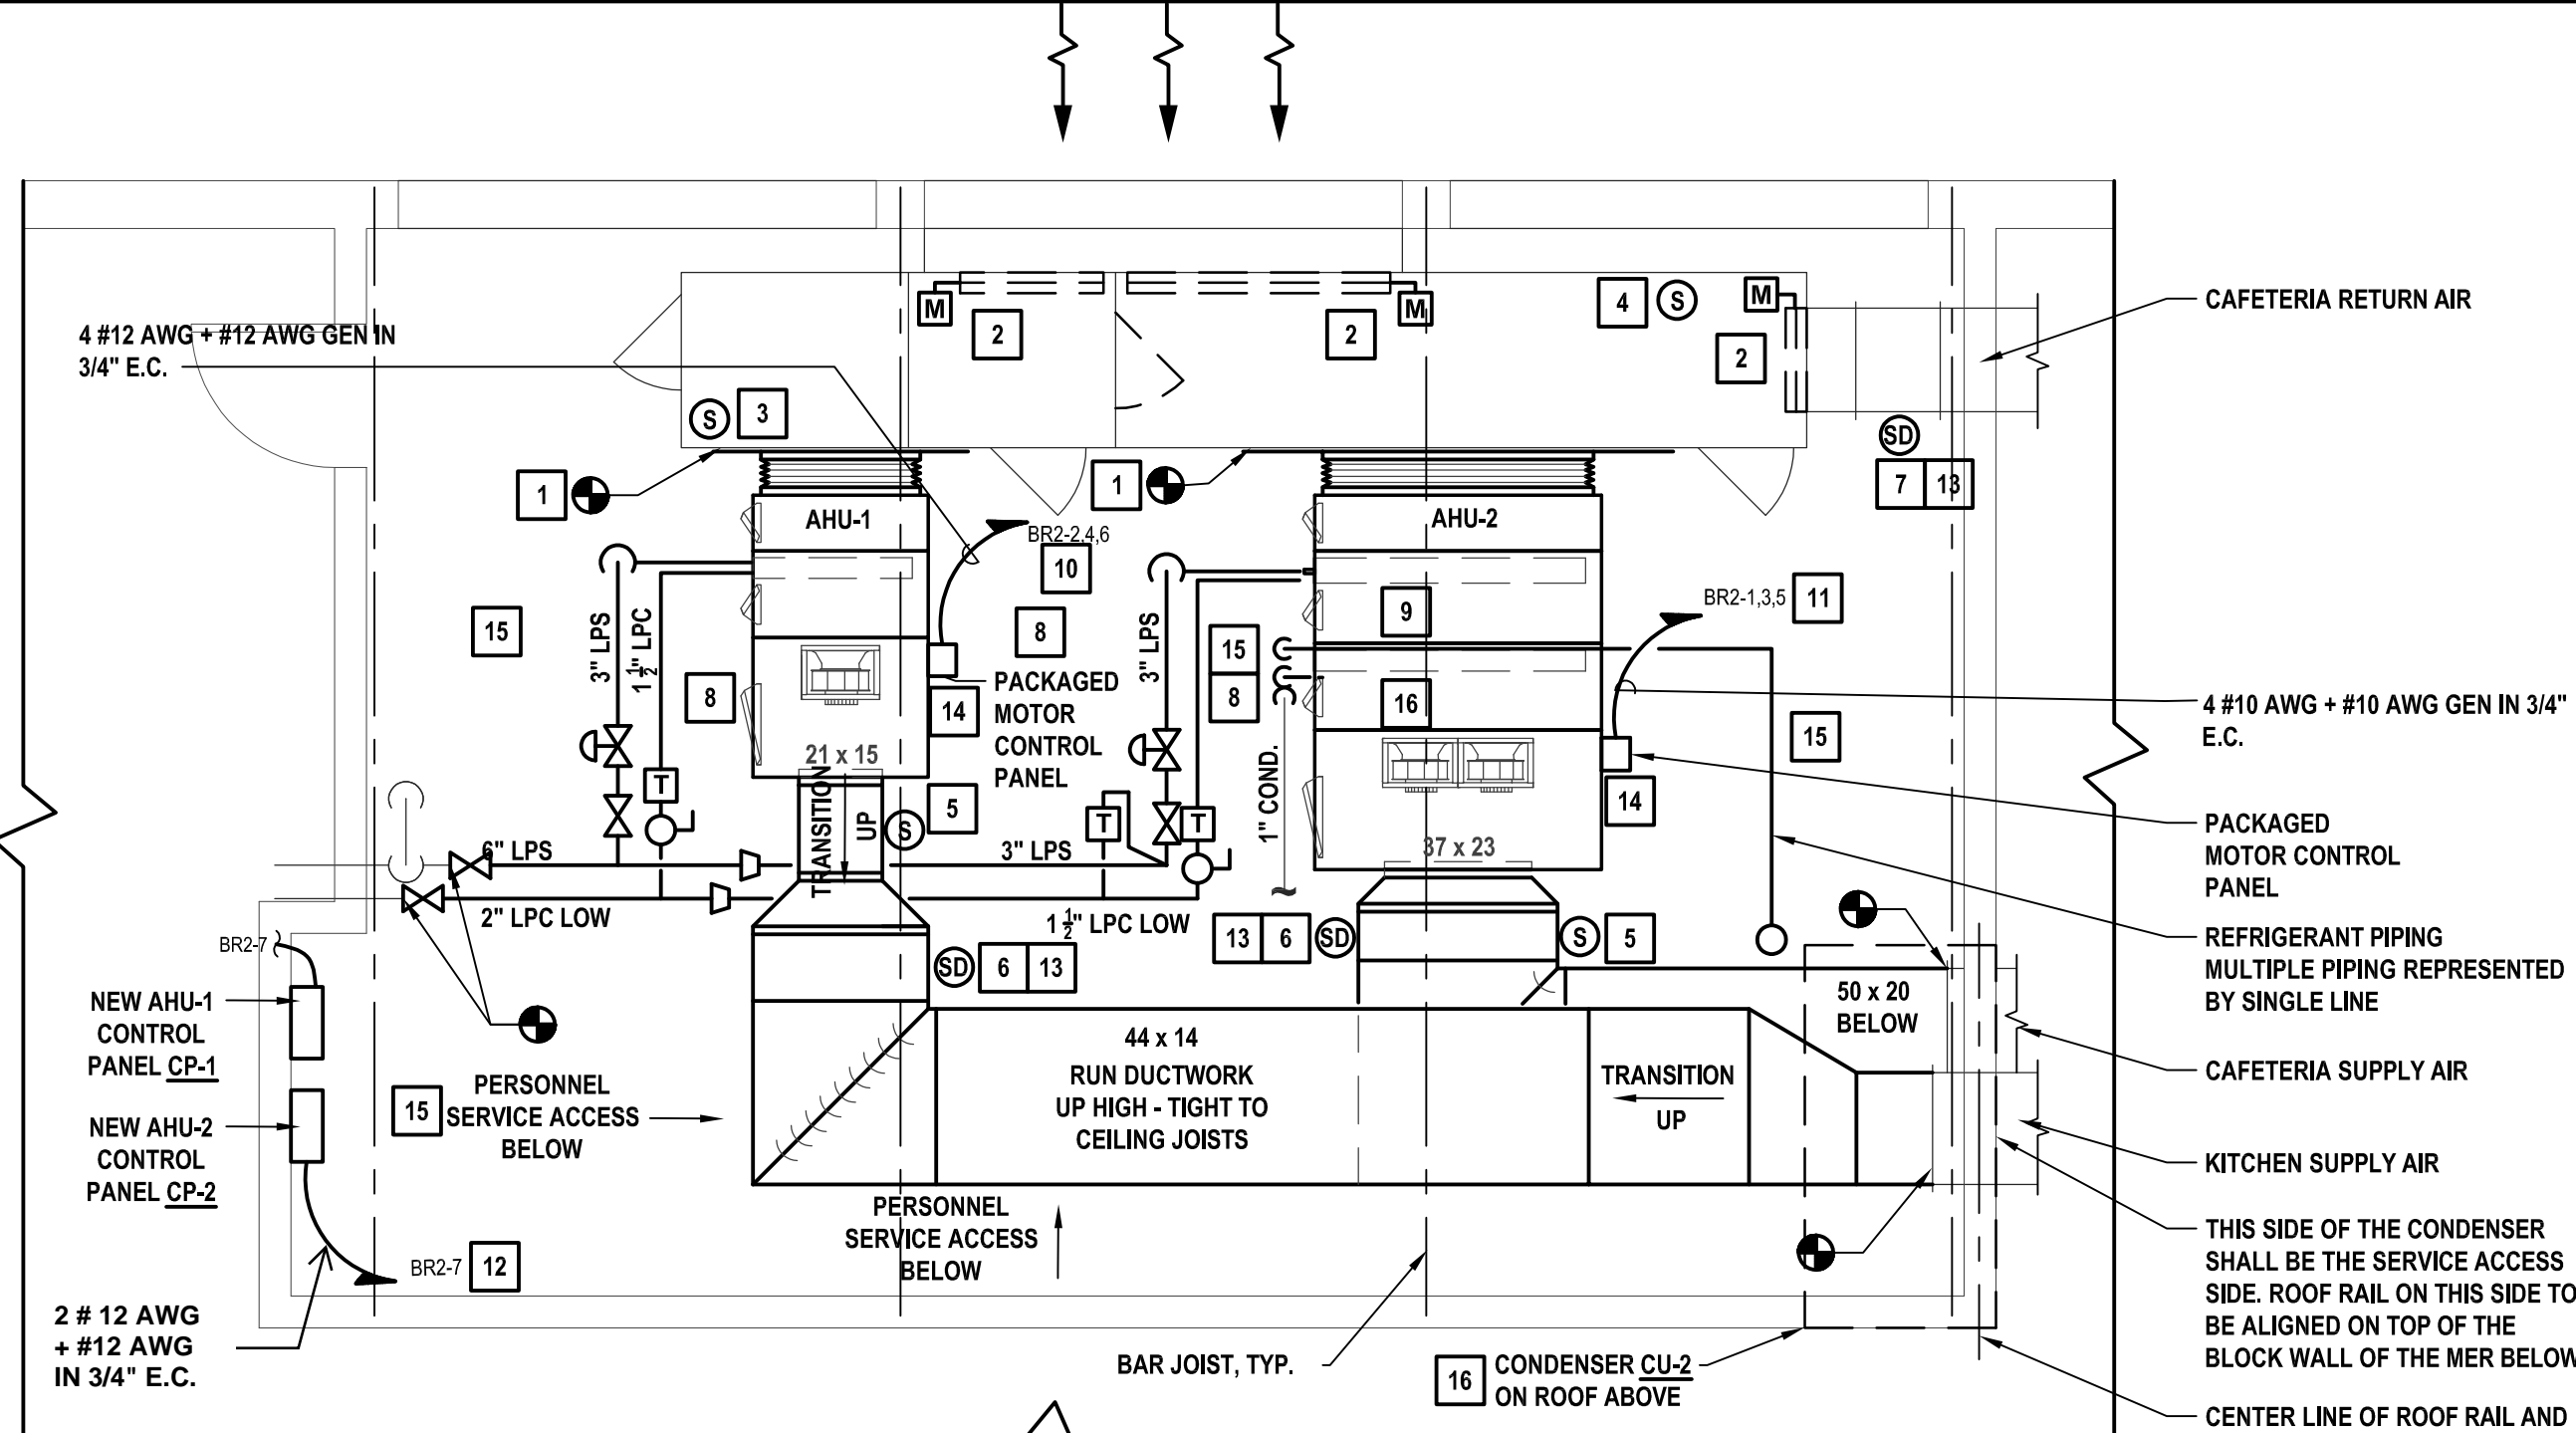 CAFETERIA RETURN AIR
4 #12 AWG + #12 AWG GEN IN
3/4" E.C.
M
2
M
2
4
S
M
2
S
3
SD
7
13
1
1
AHU-1
AHU-2
BR2-2,4,6
10
15
3" LPS
1 1/2" LPC
8
3" LPS
15
8
9
16
BR2-1,3,5
11
8
14
PACKAGED
MOTOR
CONTROL
PANEL
4 #10 AWG + #10 AWG GEN IN 3/4"
E.C.
15
14
21 x 15
TRANSITION
UP
S
5
T
T
T
1" COND.
37 x 23
PACKAGED
MOTOR CONTROL
PANEL
6" LPS
3" LPS
2" LPC LOW
1 1/2" LPC LOW
13
6
SD
S
5
SD
6
13
REFRIGERANT PIPING
MULTIPLE PIPING REPRESENTED
BY SINGLE LINE
BR2-7
NEW AHU-1
CONTROL
PANEL CP-1
50 x 20
BELOW
44 x 14
RUN DUCTWORK
UP HIGH - TIGHT TO
CEILING JOISTS
TRANSITION
UP
CAFETERIA SUPPLY AIR
15
PERSONNEL
SERVICE ACCESS
BELOW
NEW AHU-2
CONTROL
PANEL CP-2
KITCHEN SUPPLY AIR
PERSONNEL
SERVICE ACCESS
BELOW
BR2-7
12
THIS SIDE OF THE CONDENSER
SHALL BE THE SERVICE ACCESS
SIDE. ROOF RAIL ON THIS SIDE TO
BE ALIGNED ON TOP OF THE
BLOCK WALL OF THE MER BELOW
2 # 12 AWG
+ #12 AWG
IN 3/4" E.C.
BAR JOIST, TYP.
16
CONDENSER CU-2
ON ROOF ABOVE
CENTER LINE OF ROOF RAIL AND